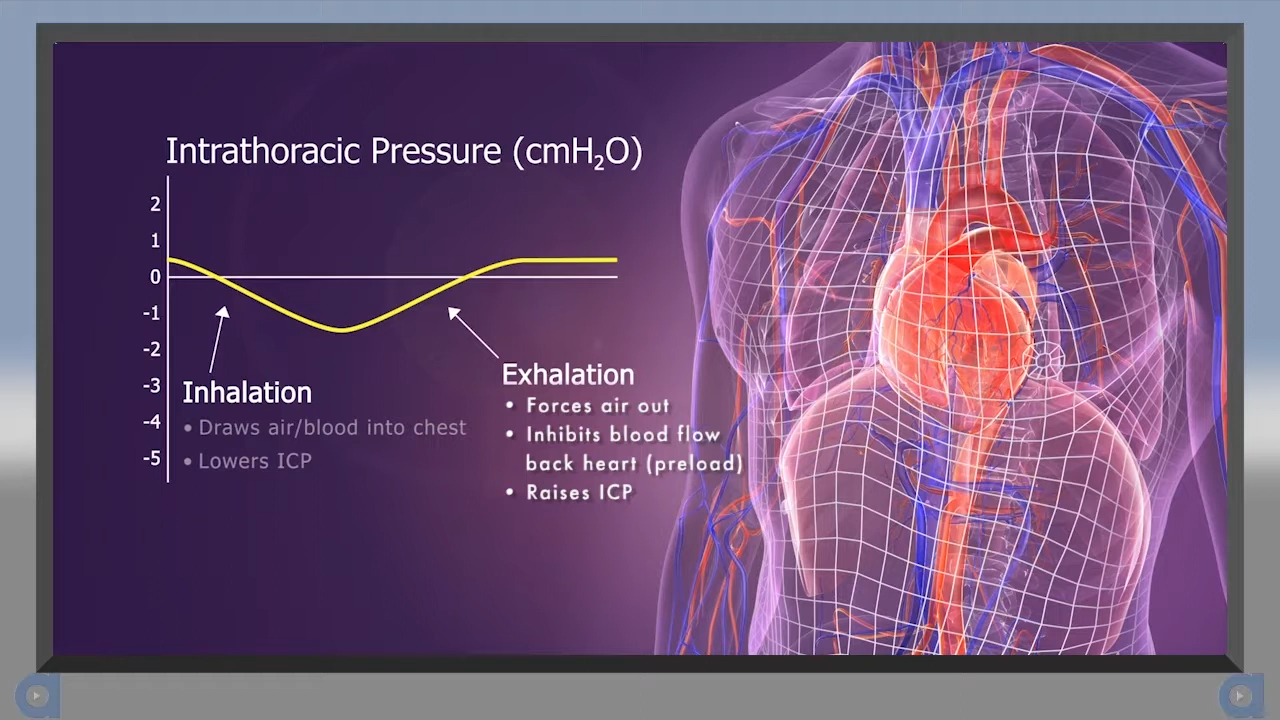 Intrathoracic Pressure (cmH₂O)
2
1
0
-1
-2
-3
-4
-5
Inhalation
• Draws air/blood into chest
• Lowers ICP
Exhalation
• Forces air out
• Inhibits blood flow
back heart (preload)
• Raises ICP